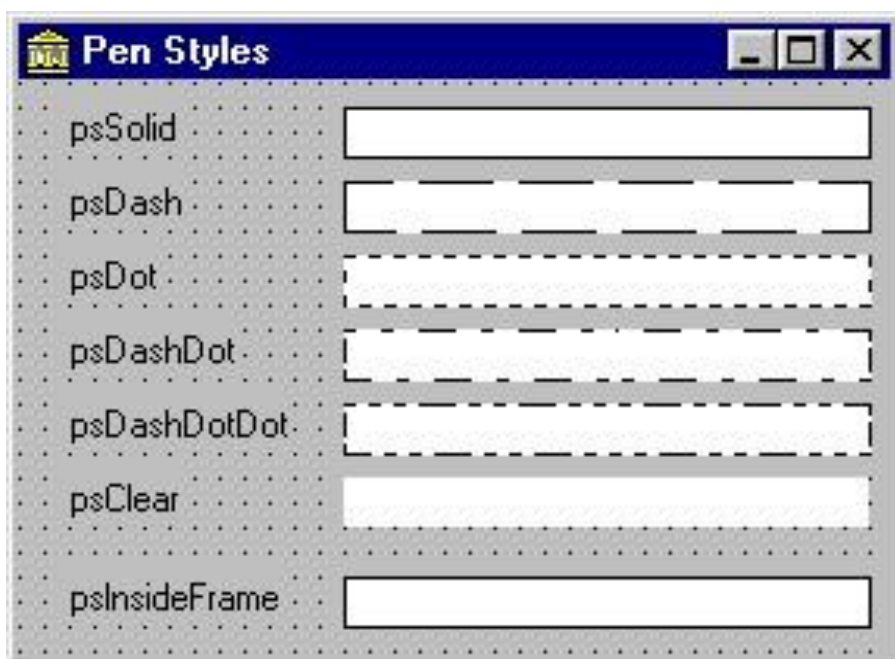 Pen Styles
psSolid
psDash
psDot
psDashDot
psDashDotDot
psClear
psInsideFrame